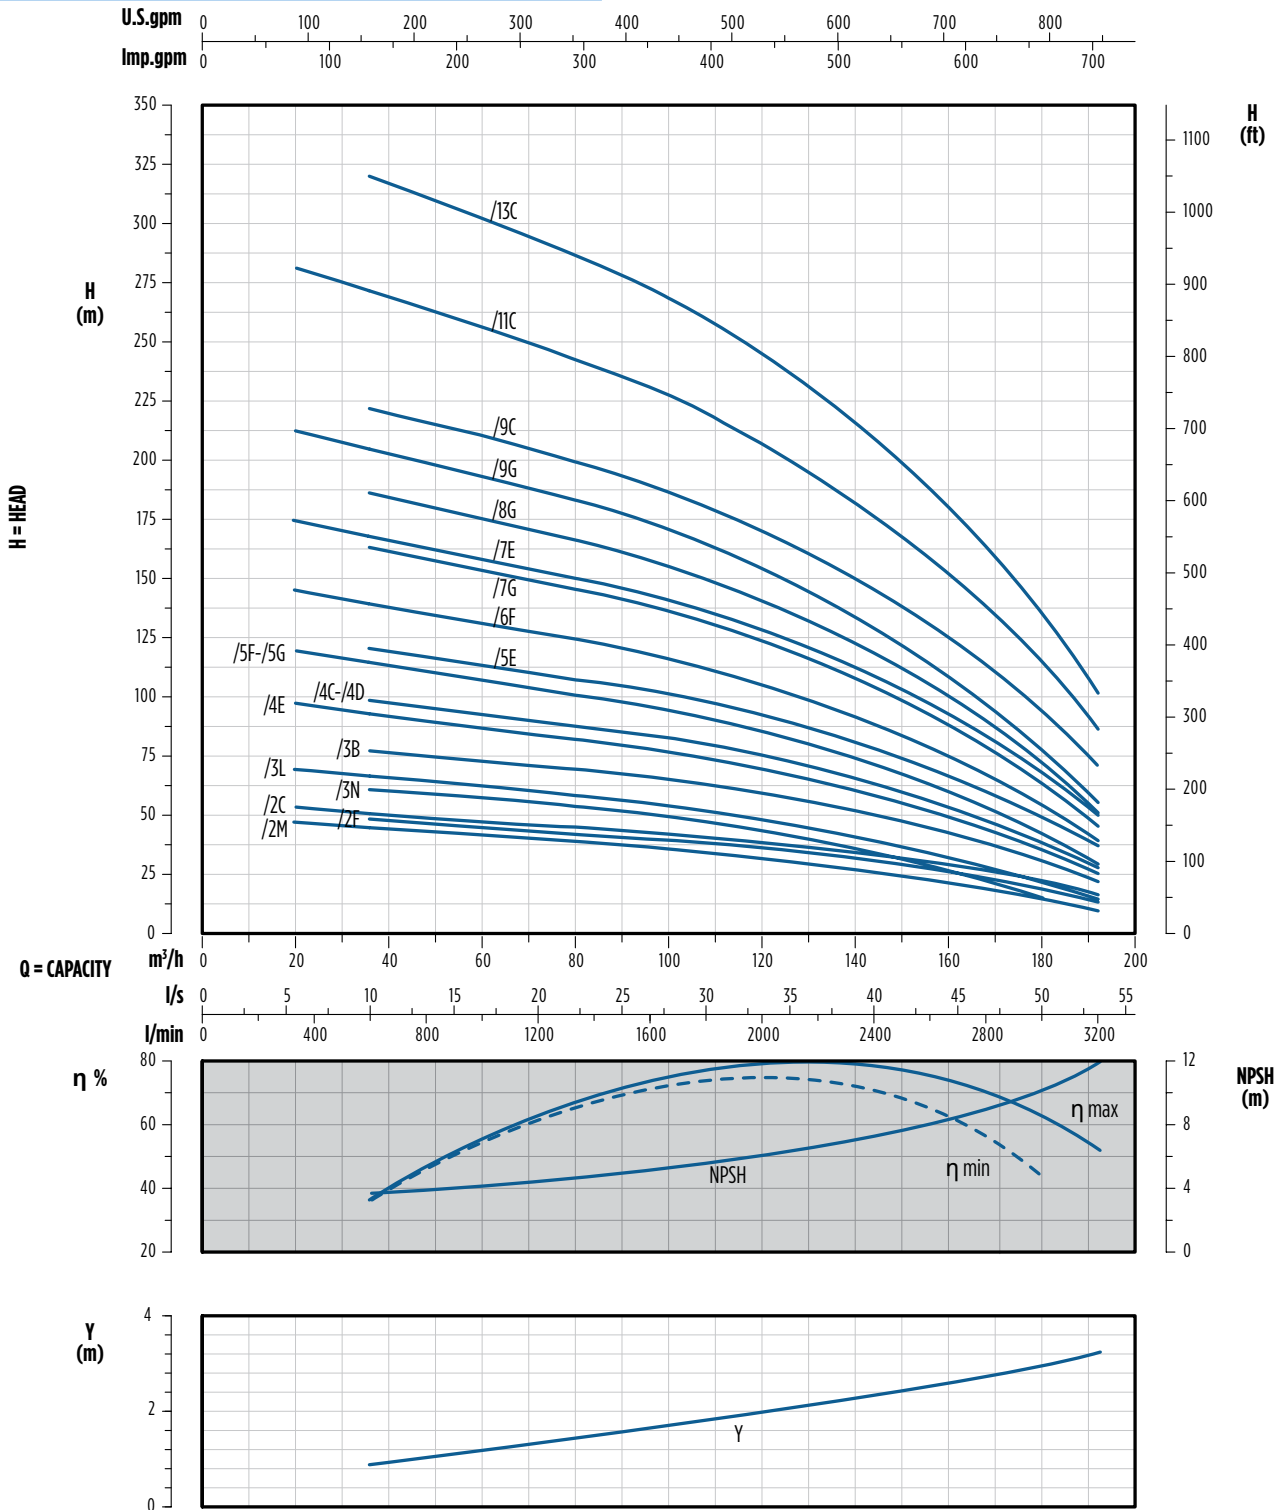 U.S.gpm 0 100 200 300 400 500 600 700 800
Imp.gpm 0 100 200 300 400 500 600 700
H
(m)
H = HEAD
350
325
300
275
250
225
200
175
150
125
100
75
50
25
0
H
(ft)
1100
1000
900
800
700
600
500
400
300
200
100
0
/13C
/11C
/9C
/9G
/8G
/7E
/7G
/6F
/5E
/5F-/5G
/4C-/4D
/4E
/3B
/3L
/3N
/2C
/2F
/2M
Q = CAPACITY
m³/h 0 20 40 60 80 100 120 140 160 180 200
l/s 0 5 10 15 20 25 30 35 40 45 50 55
l/min 0 400 800 1200 1600 2000 2400 2800 3200
η %
80
60
40
20
NPSH
(m)
12
8
4
0
η max
η min
NPSH
Y
(m)
4
2
0
Y